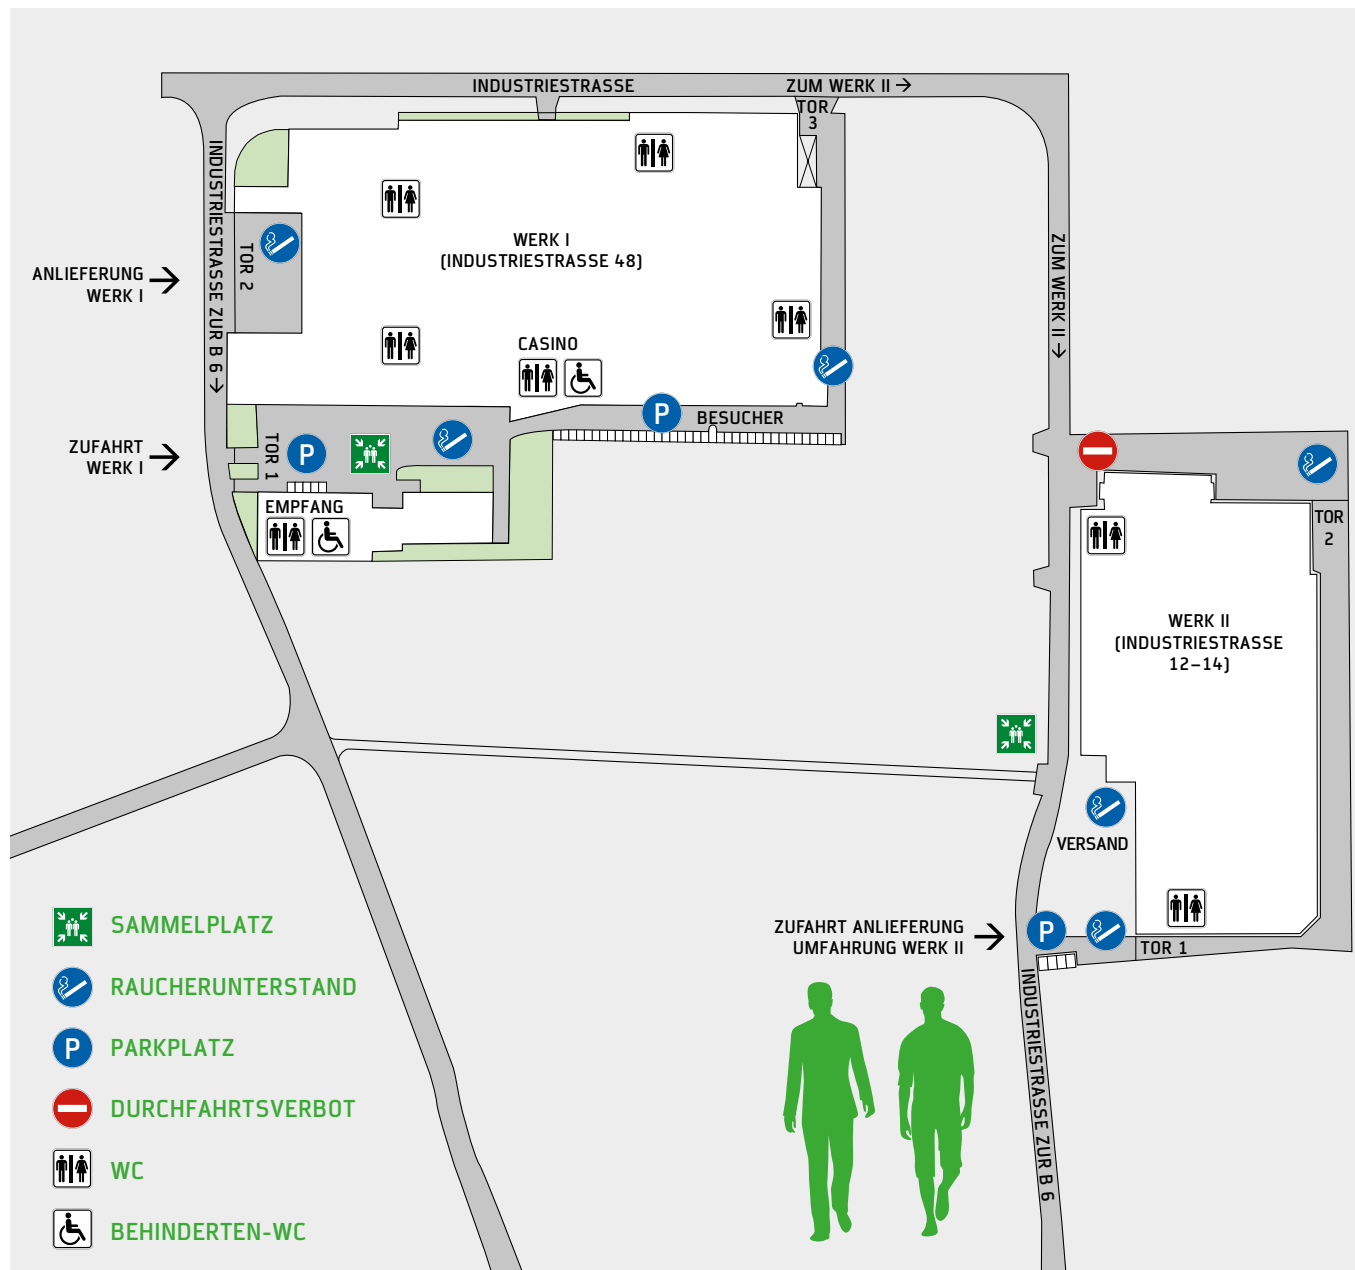 INDUSTRIESTRASSE
ZUM WERK II →
TOR
3
INDUSTRIESTRASSE ZUR B 6 →
TOR 2
WERK I
(INDUSTRIESTRASSE 48)
ZUM WERK II →
ANLIEFERUNG
WERK I
CASINO
P
BESUCHER
ZUFAHRT
WERK I
TOR 1
P
EMPFANG
TOR
2
WERK II
(INDUSTRIESTRASSE
12–14)
VERSAND
ZUFAHRT ANLIEFERUNG
UMFAHRUNG WERK II
P
TOR 1
INDUSTRIESTRASSE ZUR B 6
SAMMELPLATZ
RAUCHERUNTERSTAND
P PARKPLATZ
DURCHFAHRTSVERBOT
WC
BEHINDERTEN-WC